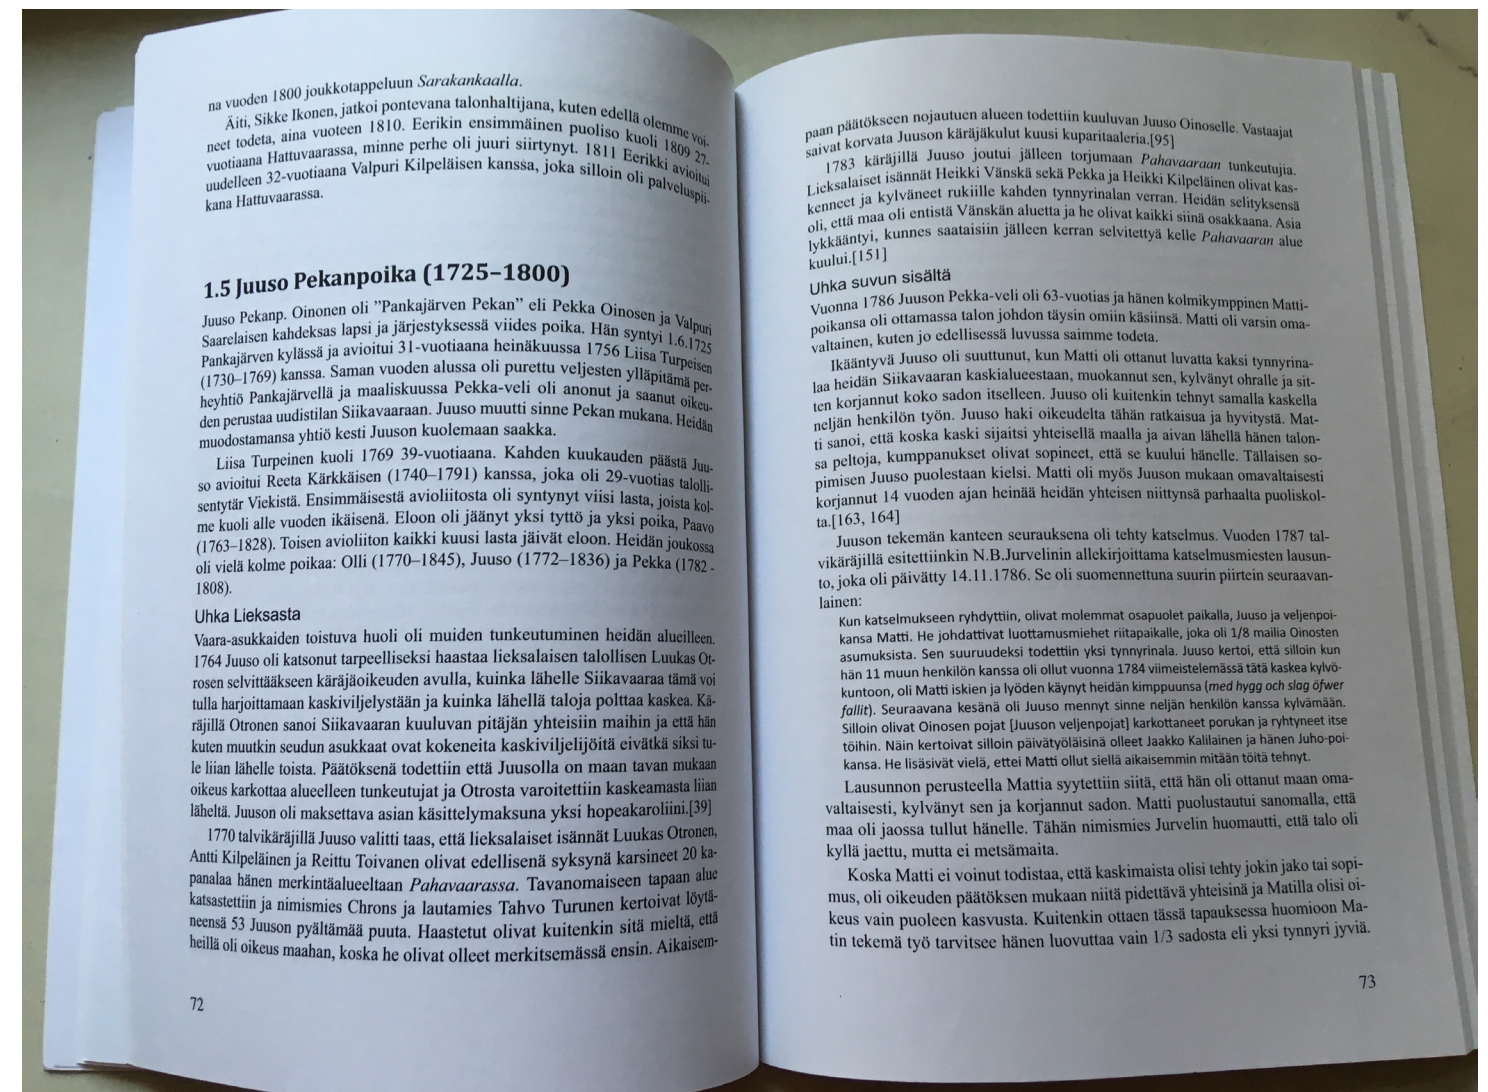 na vuoden 1800 joukkotappeluun Sarakankaalla.
Äiti, Sikke Ikonen, jatkoi pontevana talonhaltijana, kuten edellä olemme voi-
neet todeta, aina vuoteen 1810. Eerikin ensimmäinen puoliso kuoli 1809 27-
vuotiaana Hattuvaarassa, minne perhe oli juuri siirtynyt. 1811 Eerikki avioitui
uudelleen 32-vuotiaana Valpuri Kilpeläisen kanssa, joka silloin oli palveluspii-
kana Hattuvaarassa.
1.5 Juuso Pekanpoika (1725–1800)
Juuso Pekanp. Oinonen oli ”Pankajärven Pekan” eli Pekka Oinosen ja Valpuri
Saarelaisen kahdeksas lapsi ja järjestyksessä viides poika. Hän syntyi 1.6.1725
Pankajärven kylässä ja avioitui 31-vuotiaana heinäkuussa 1756 Liisa Turpeisen
(1730–1769) kanssa. Saman vuoden alussa oli purettu veljesten ylläpitämä per-
heyhtiö Pankajärvellä ja maaliskuussa Pekka-veli oli anonut ja saanut oikeu-
den perustaa uudistilan Siikavaaraan. Juuso muutti sinne Pekan mukana. Heidän
muodostamansa yhtiö kesti Juuson kuolemaan saakka.
Liisa Turpeinen kuoli 1769 39-vuotiaana. Kahden kuukauden päästä Juu-
so avioitui Reeta Kärkkäisen (1740–1791) kanssa, joka oli 29-vuotias talolli-
sentytär Viekistä. Ensimmäisestä avioliitosta oli syntynyt viisi lasta, joista kol-
me kuoli alle vuoden ikäisenä. Eloon oli jäänyt yksi tyttö ja yksi poika, Paavo
(1763–1828). Toisen avioliiton kaikki kuusi lasta jäivät eloon. Heidän joukossa
oli vielä kolme poikaa: Olli (1770–1845), Juuso (1772–1836) ja Pekka (1782 -
1808).
Uhka Lieksasta
Vaara-asukkaiden toistuva huoli oli muiden tunkeutuminen heidän alueilleen.
1764 Juuso oli katsonut tarpeelliseksi haastaa lieksalaisen talollisen Luukas Ot-
rosen selvittääkseen käräjäoikeuden avulla, kuinka lähelle Siikavaaraa tämä voi
tulla harjoittamaan kaskiviljelystään ja kuinka lähellä taloja polttaa kaskea. Kä-
räjillä Otronen sanoi Siikavaaran kuuluvan pitäjän yhteisiin maihin ja että hän
kuten muutkin seudun asukkaat ovat kokeneita kaskiviljelijöitä eivätkä siksi tu-
le liian lähelle toista. Päätöksenä todettiin että Juusolla on maan tavan mukaan
oikeus karkottaa alueelleen tunkeutujat ja Otrosta varoitettiin kaskeamasta liian
läheltä. Juuson oli maksettava asian käsittelymaksuna yksi hopeakaroliini.[39]
1770 talvikäräjillä Juuso valitti taas, että lieksalaiset isännät Luukas Otronen,
Antti Kilpeläinen ja Reittu Toivanen olivat edellisenä syksynä karsineet 20 ka-
panalaa hänen merkintäalueeltaan Pahavaarassa. Tavanomaiseen tapaan alue
katsastettiin ja nimismies Chrons ja lautamies Tahvo Turunen kertoivat löytä-
neensä 53 Juuson pyältämää puuta. Haastetut olivat kuitenkin sitä mieltä, että
heillä oli oikeus maahan, koska he olivat olleet merkitsemässä ensin. Aikaisem-
72
paan päätökseen nojautuen alueen todettiin kuuluvan Juuso Oinoselle. Vastaajat
saivat korvata Juuson käräjäkulut kuusi kuparitaaleria.[95]
1783 käräjillä Juuso joutui jälleen torjumaan Pahavaaraan tunkeutujia.
Lieksalaiset isännät Heikki Vänskä sekä Pekka ja Heikki Kilpeläinen olivat kas-
kenneet ja kylväneet rukiille kahden tynnyrinalan verran. Heidän selityksensä
oli, että maa oli entistä Vänskän aluetta ja he olivat kaikki siinä osakkaana. Asia
lykkääntyi, kunnes saataisiin jälleen kerran selvitettyä kelle Pahavaaran alue
kuului.[151]
Uhka suvun sisältä
Vuonna 1786 Juuson Pekka-veli oli 63-vuotias ja hänen kolmikymppinen Matti-
poikansa oli ottamassa talon johdon täysin omiin käsiinsä. Matti oli varsin oma-
valtainen, kuten jo edellisessä luvussa saimme todeta.
Ikääntyvä Juuso oli suuttunut, kun Matti oli ottanut luvatta kaksi tynnyrina-
laa heidän Siikavaaran kaskialueestaan, muokannut sen, kylvänyt ohralle ja sit-
ten korjannut koko sadon itselleen. Juuso oli kuitenkin tehnyt samalla kaskella
neljän henkilön työn. Juuso haki oikeudelta tähän ratkaisua ja hyvitystä. Mat-
ti sanoi, että koska kaski sijaitsi yhteisellä maalla ja aivan lähellä hänen talon-
sa peltoja, kumppanukset olivat sopineet, että se kuului hänelle. Tällaisen so-
pimisen Juuso puolestaan kielsi. Matti oli myös Juuson mukaan omavaltaisesti
korjannut 14 vuoden ajan heinää heidän yhteisen niittynsä parhaalta puoliskol-
ta.[163, 164]
Juuson tekemän kanteen seurauksena oli tehty katselmus. Vuoden 1787 tal-
vikäräjillä esitettiinkin N.B.Jurvelinin allekirjoittama katselmusmiesten lausun-
to, joka oli päivätty 14.11.1786. Se oli suomennettuna suurin piirtein seuraavan-
lainen:
Kun katselmukseen ryhdyttiin, olivat molemmat osapuolet paikalla, Juuso ja veljenpoi-
kansa Matti. He johdattivat luottamusmiehet riitapaikalle, joka oli 1/8 mailia Oinosten
asumuksista. Sen suuruudeksi todettiin yksi tynnyrinala. Juuso kertoi, että silloin kun
hän 11 muun henkilön kanssa oli ollut vuonna 1784 viimeistelemässä tätä kaskea kylvö-
kuntoon, oli Matti iskien ja lyöden käynyt heidän kimppuunsa (med hygg och slag öfwer
fallit). Seuraavana kesänä oli Juuso mennyt sinne neljän henkilön kanssa kylvämään.
Silloin olivat Oinosen pojat [Juuson veljenpojat] karkottaneet porukan ja ryhtyneet itse
töihin. Näin kertoivat silloin päivätyöläisinä olleet Jaakko Kalilainen ja hänen Juho-poi-
kansa. He lisäsivät vielä, ettei Matti ollut siellä aikaisemmin mitään töitä tehnyt.
Lausunnon perusteella Mattia syytettiin siitä, että hän oli ottanut maan oma-
valtaisesti, kylvänyt sen ja korjannut sadon. Matti puolustautui sanomalla, että
maa oli jaossa tullut hänelle. Tähän nimismies Jurvelin huomautti, että talo oli
kyllä jaettu, mutta ei metsämaita.
Koska Matti ei voinut todistaa, että kaskimaista olisi tehty jokin jako tai sopi-
mus, oli oikeuden päätöksen mukaan niitä pidettävä yhteisinä ja Matilla olisi oi-
keus vain puoleen kasvusta. Kuitenkin ottaen tässä tapauksessa huomioon Ma-
tin tekemä työ tarvitsee hänen luovuttaa vain 1/3 sadosta eli yksi tynnyri jyviä.
73